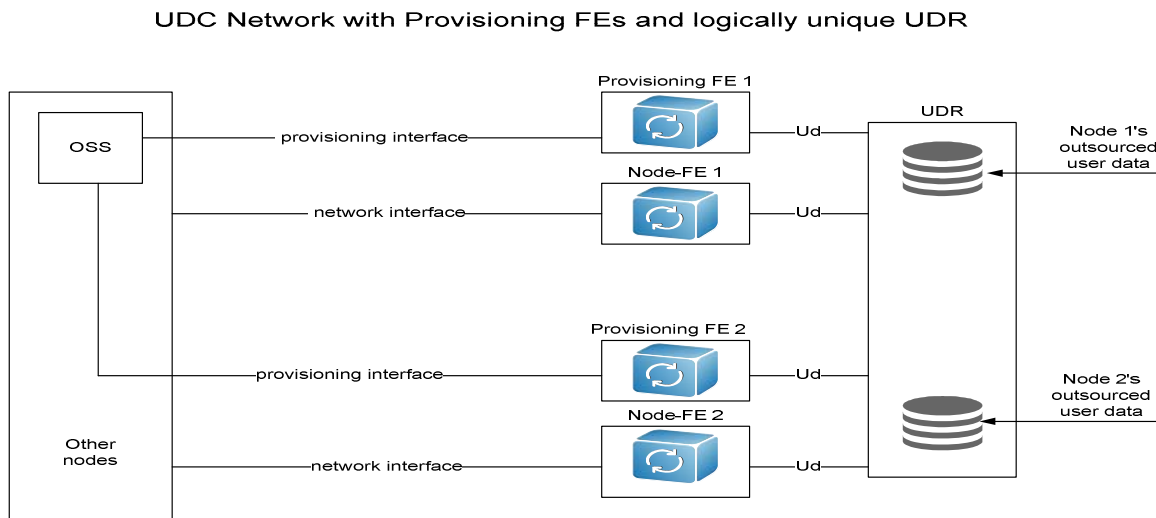 UDC Network with Provisioning FEs and logically unique UDR
Provisioning FE 1
UDR
OSS
provisioning interface
Ud
Node 1's
outsourced
user data
Node-FE 1
network interface
Ud
Provisioning FE 2
provisioning interface
Ud
Node 2's
outsourced
user data
Node-FE 2
Other
nodes
network interface
Ud